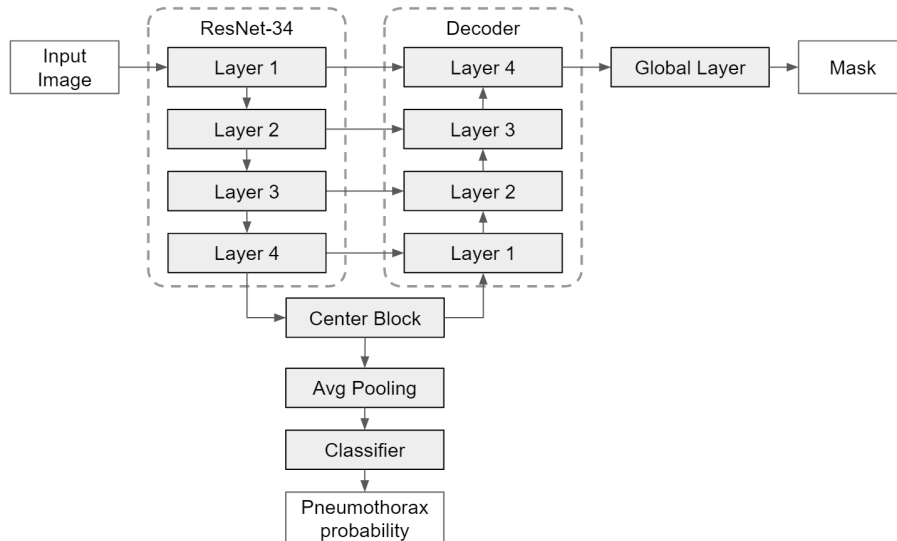 ResNet-34
Decoder
Input
Image
Layer 1
Layer 4
Global Layer
Mask
Layer 2
Layer 3
Layer 3
Layer 2
Layer 4
Layer 1
Center Block
Avg Pooling
Classifier
Pneumothorax
probability